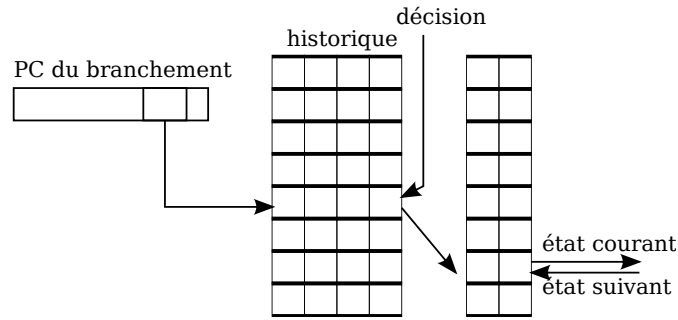 décision
historique
PC du branchement
état courant
état suivant